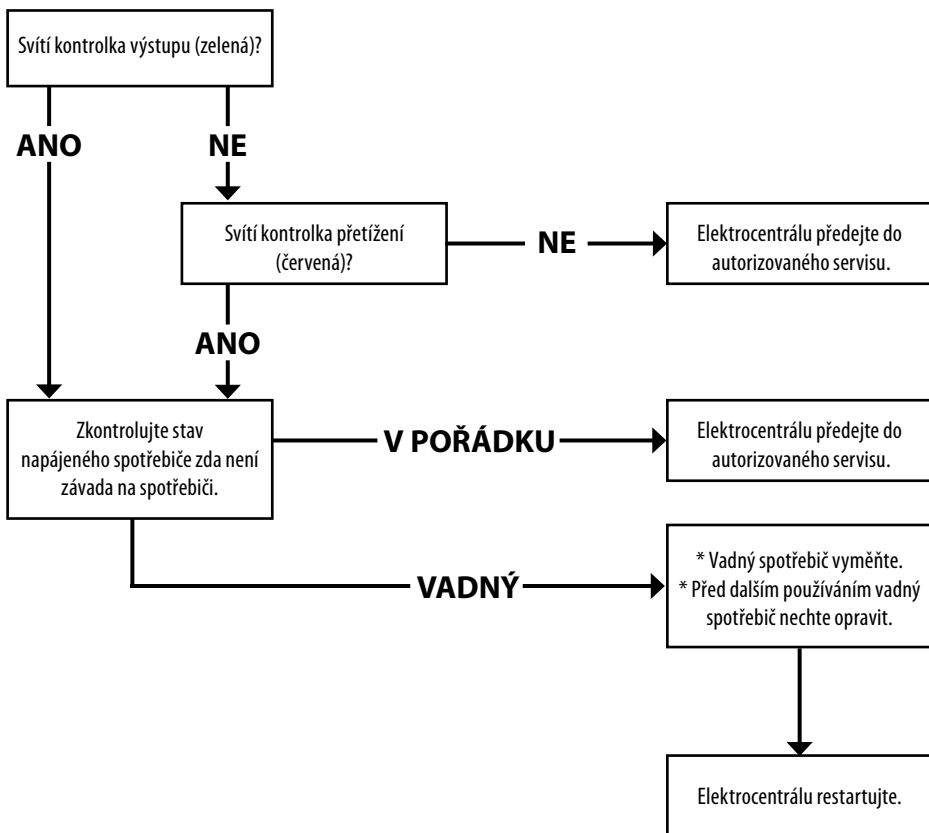 Svítí kontrolka výstupu (zelená)?
ANO
NE
Svítí kontrolka přetížení
(červená)?
NE
Elektrocentrálu předejte do
autorizovaného servisu.
ANO
Zkontrolujte stav
napájeného spotřebiče zda není
závada na spotřebiči.
V POŘÁDKU
Elektrocentrálu předejte do
autorizovaného servisu.
VADNÝ
* Vadný spotřebič vyměňte.
* Před dalším používáním vadný
spotřebič nechte opravit.
Elektrocentrálu restartujte.